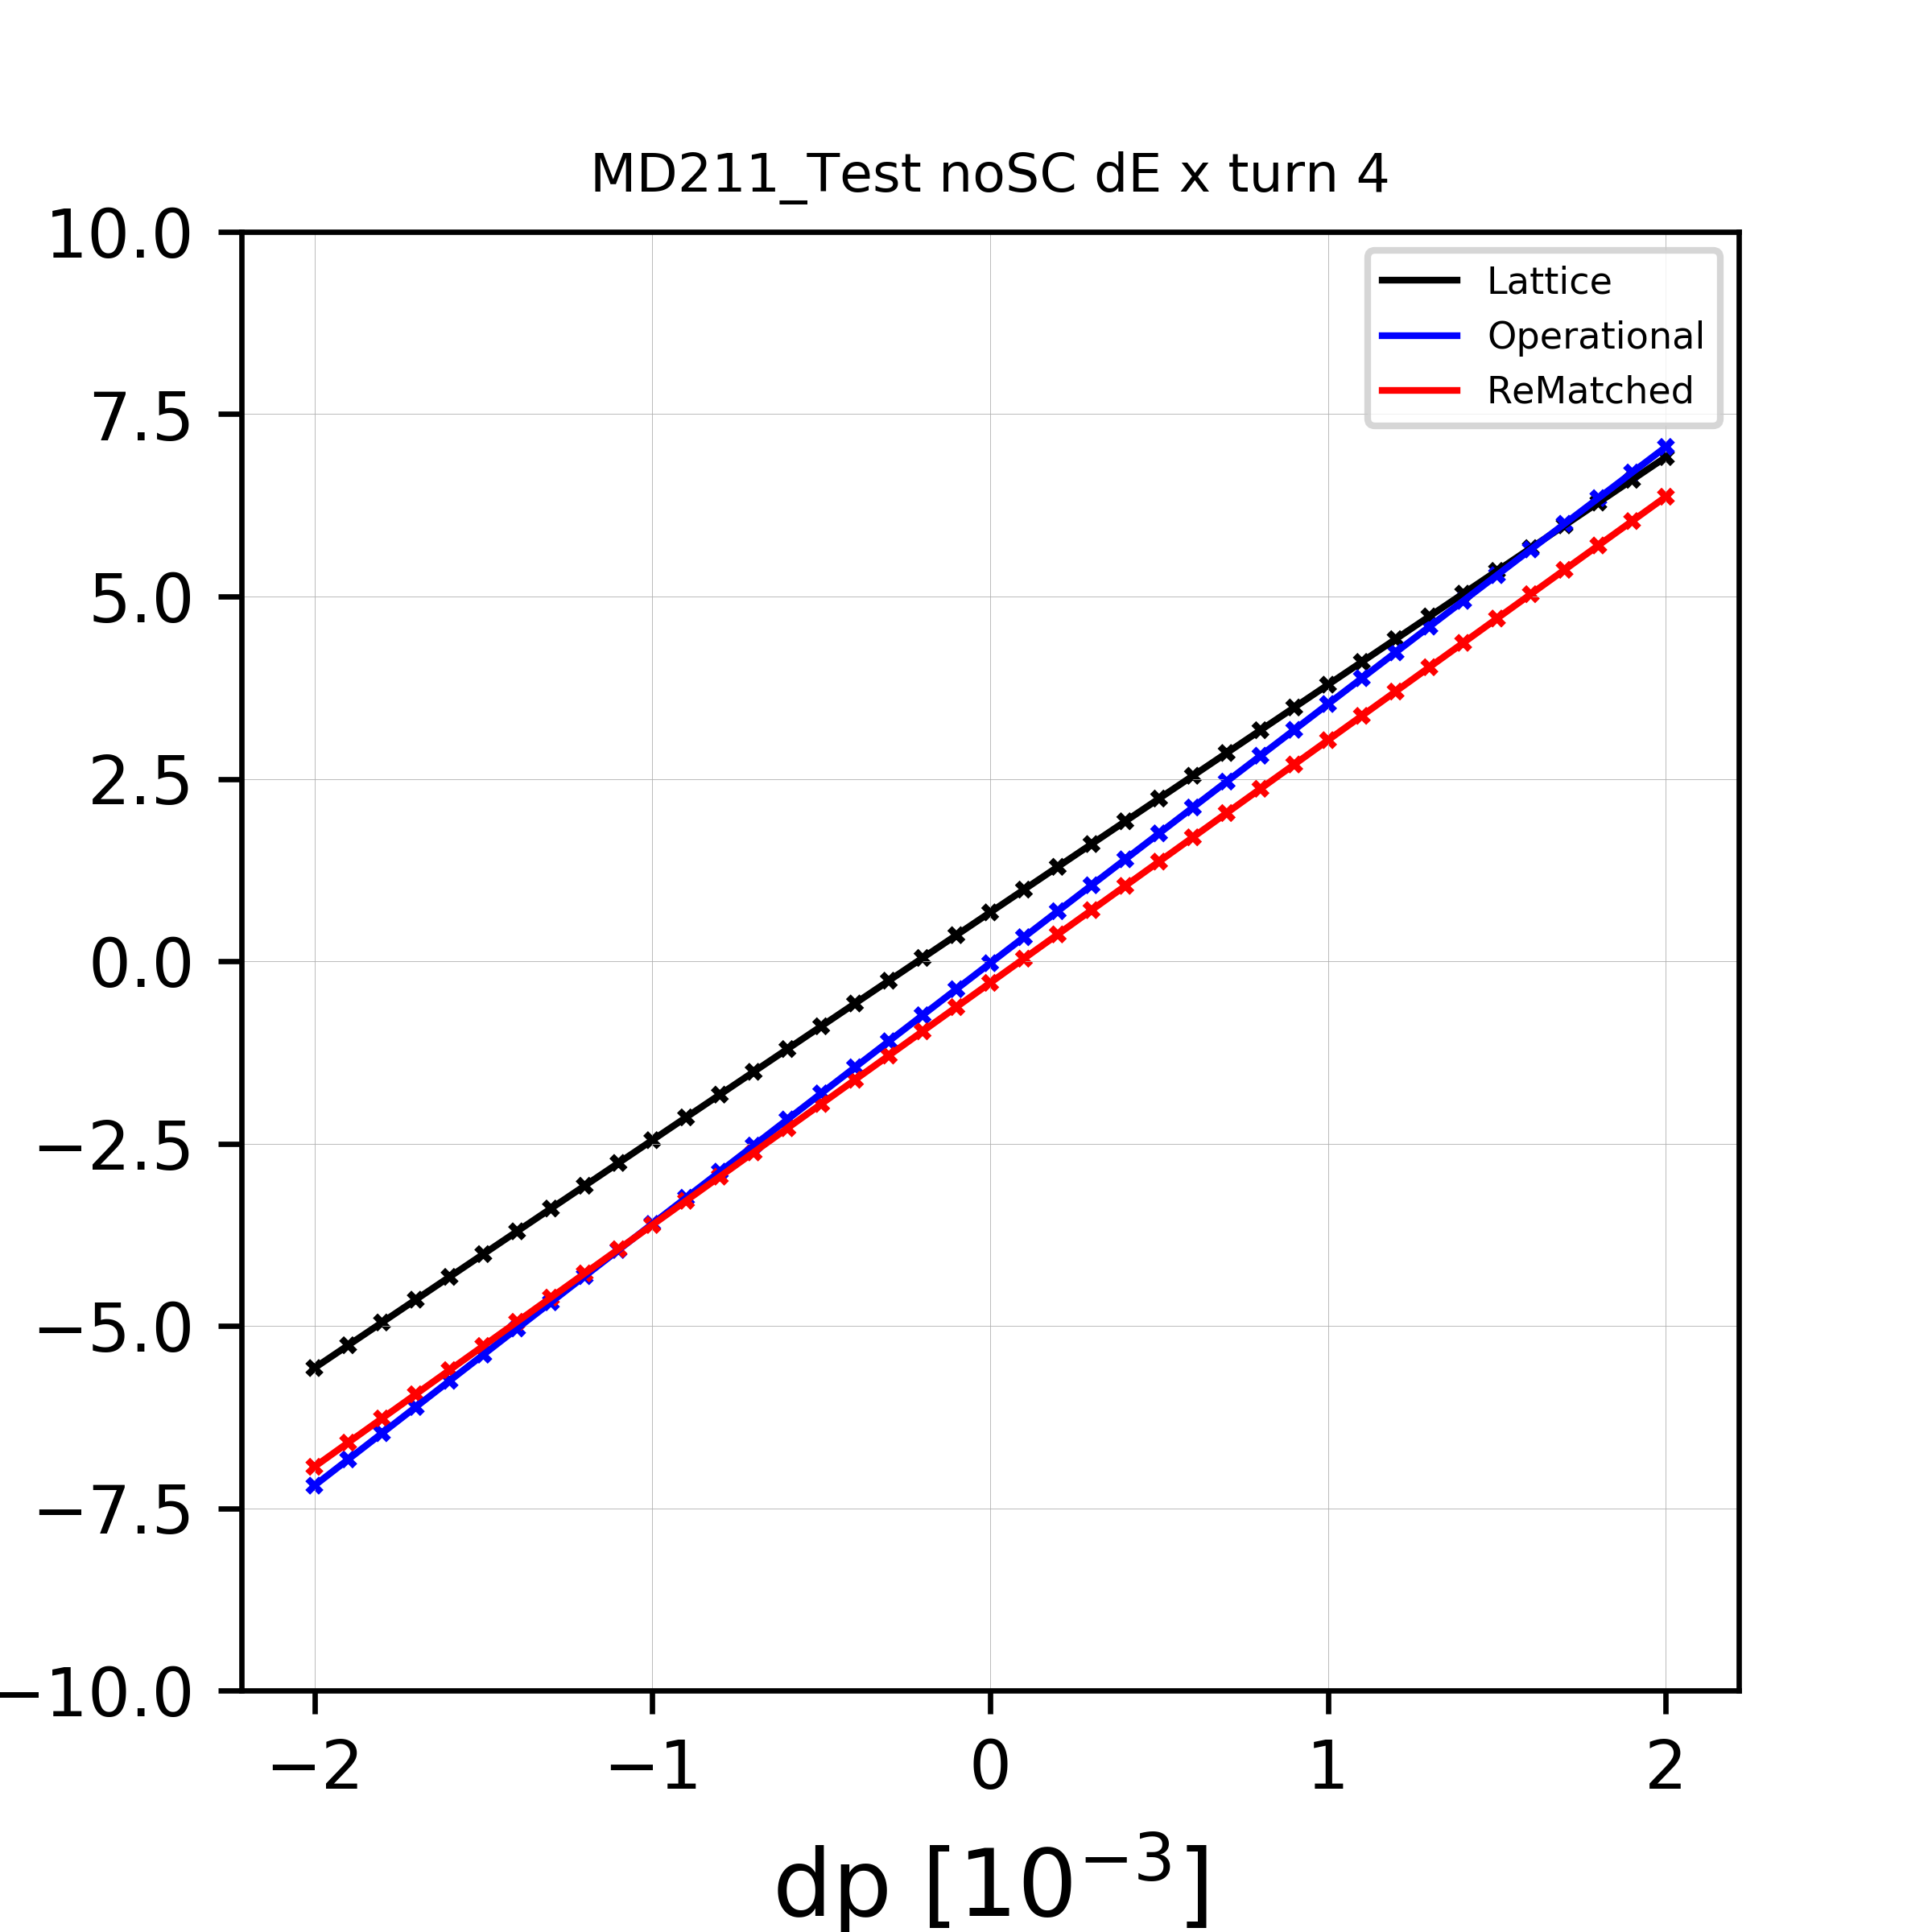 MD211_Test noSC dE x turn 4
10.0
7.5
5.0
2.5
0.0
−2.5
−5.0
−7.5
−10.0
Lattice
Operational
ReMatched
−2 −1 0 1 2
dp [10⁻³]